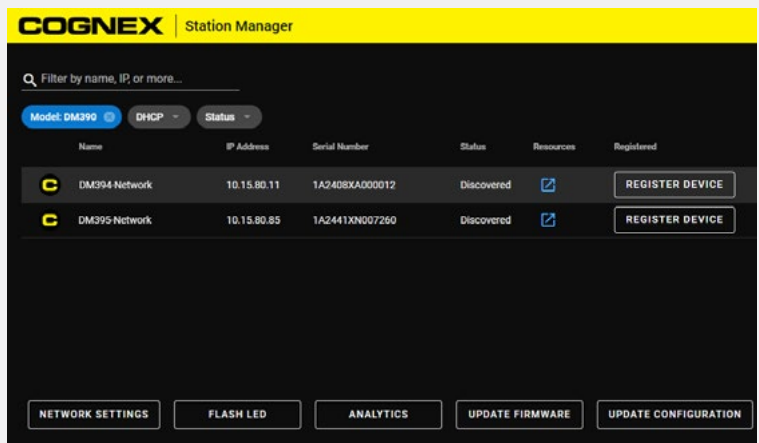 COGNEX Station Manager
Filter by name, IP, or more...
Model: DM390 DHCP Status
Name IP Address Serial Number Status Resources Registered
C DM394-Network 10.15.80.11 1A2408XA000012 Discovered REGISTER DEVICE
C DM395-Network 10.15.80.85 1A2441XN007260 Discovered REGISTER DEVICE
NETWORK SETTINGS FLASH LED ANALYTICS UPDATE FIRMWARE UPDATE CONFIGURATION